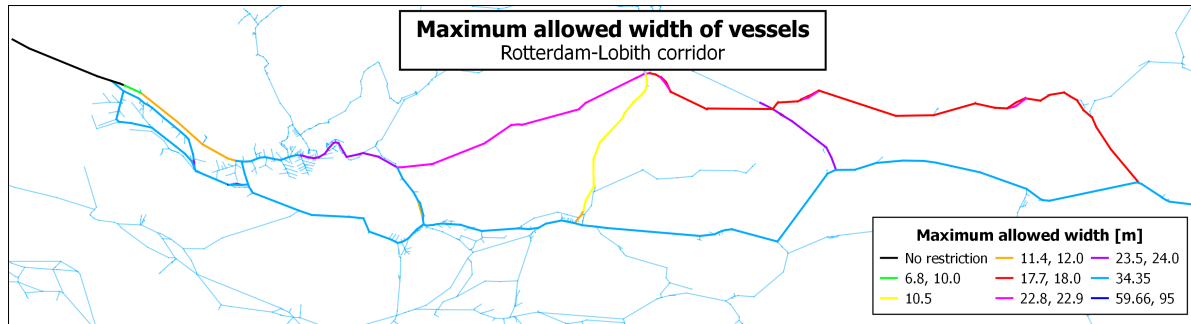 Maximum allowed width of vessels
Rotterdam-Lobith corridor
Maximum allowed width [m]
No restriction
6.8, 10.0
10.5
11.4, 12.0
17.7, 18.0
22.8, 22.9
23.5, 24.0
34.35
59.66, 95